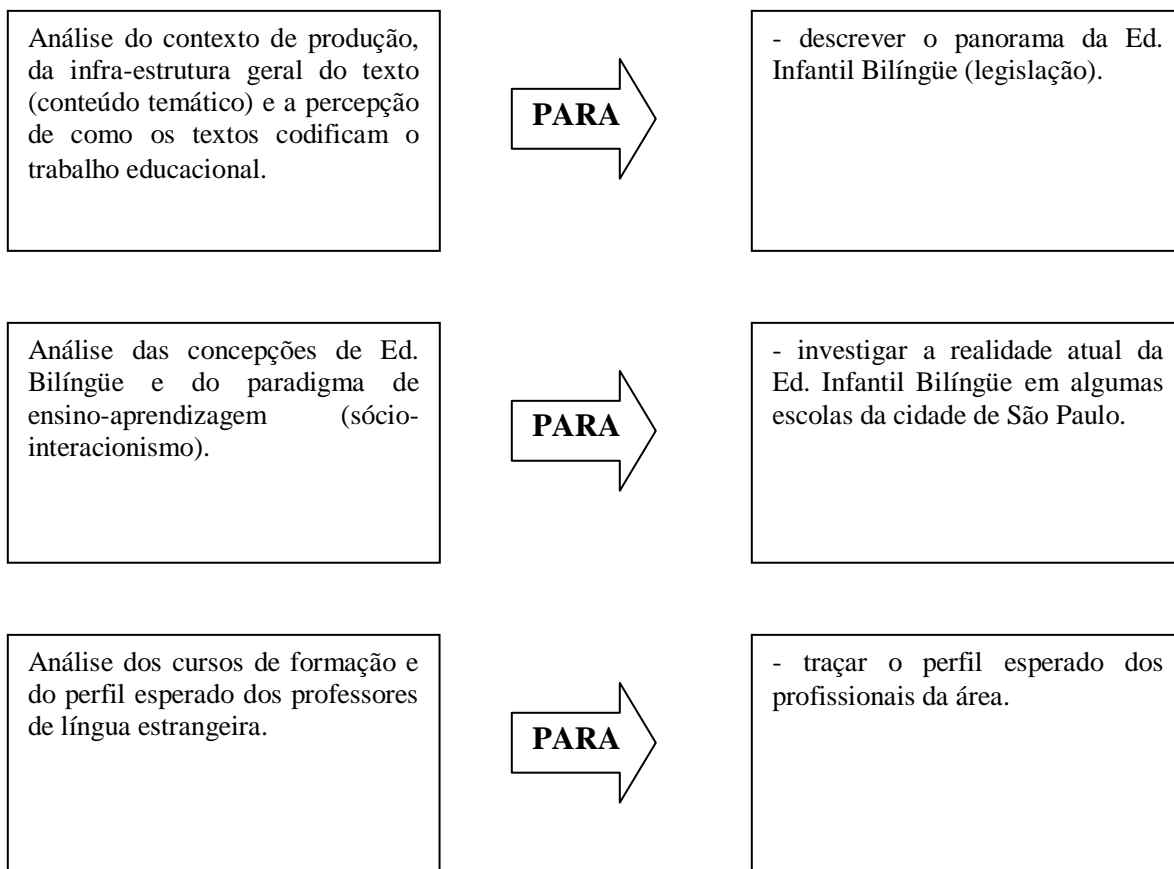 Análise do contexto de produção,
da infra-estrutura geral do texto
(conteúdo temático) e a percepção
de como os textos codificam o
trabalho educacional.
PARA
- descrever o panorama da Ed.
Infantil Bilíngüe (legislação).
Análise das concepções de Ed.
Bilíngüe e do paradigma de
ensino-aprendizagem (sócio-
interacionismo).
PARA
- investigar a realidade atual da
Ed. Infantil Bilíngüe em algumas
escolas da cidade de São Paulo.
Análise dos cursos de formação e
do perfil esperado dos professores
de língua estrangeira.
PARA
- traçar o perfil esperado dos
profissionais da área.